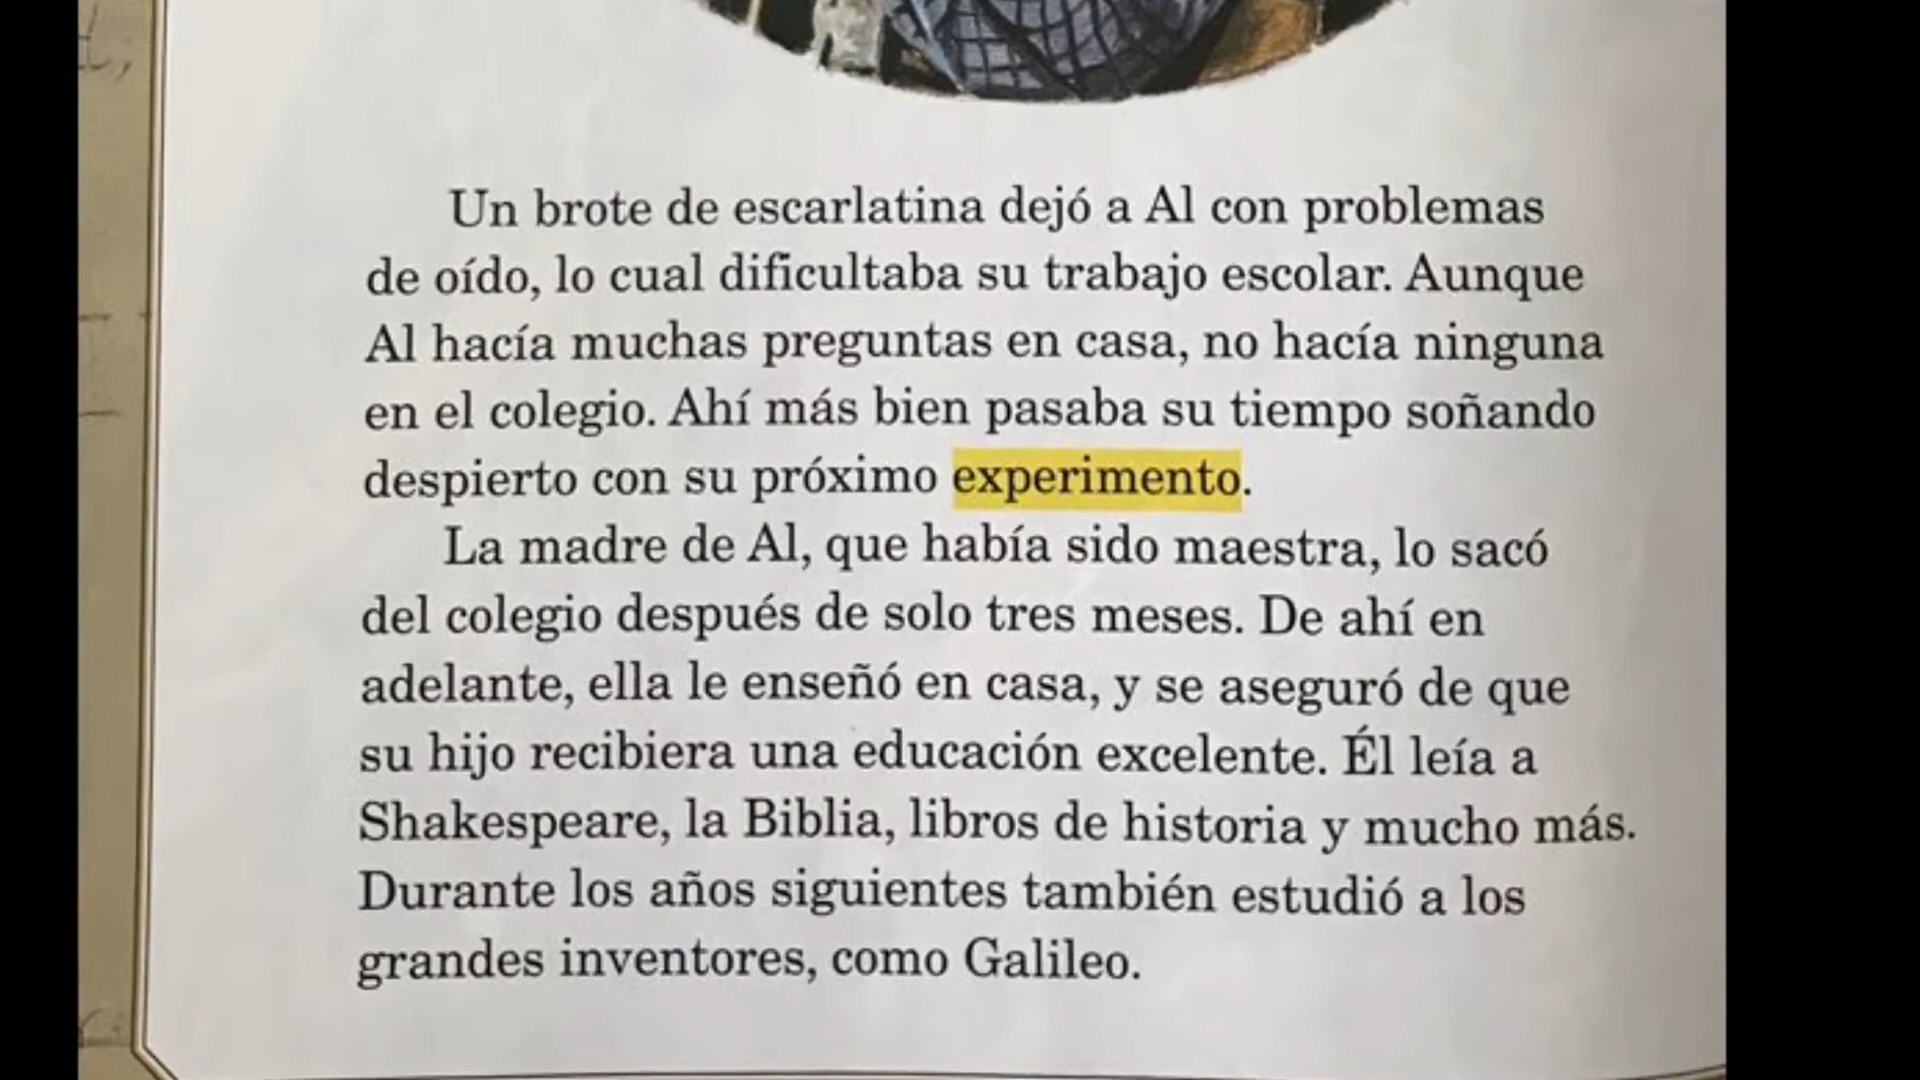 Un brote de escarlatina dejó a Al con problemas
de oído, lo cual dificultaba su trabajo escolar. Aunque
Al hacía muchas preguntas en casa, no hacía ninguna
en el colegio. Ahí más bien pasaba su tiempo soñando
despierto con su próximo experimento.
La madre de Al, que había sido maestra, lo sacó
del colegio después de solo tres meses. De ahí en
adelante, ella le enseñó en casa, y se aseguró de que
su hijo recibiera una educación excelente. Él leía a
Shakespeare, la Biblia, libros de historia y mucho más.
Durante los años siguientes también estudió a los
grandes inventores, como Galileo.